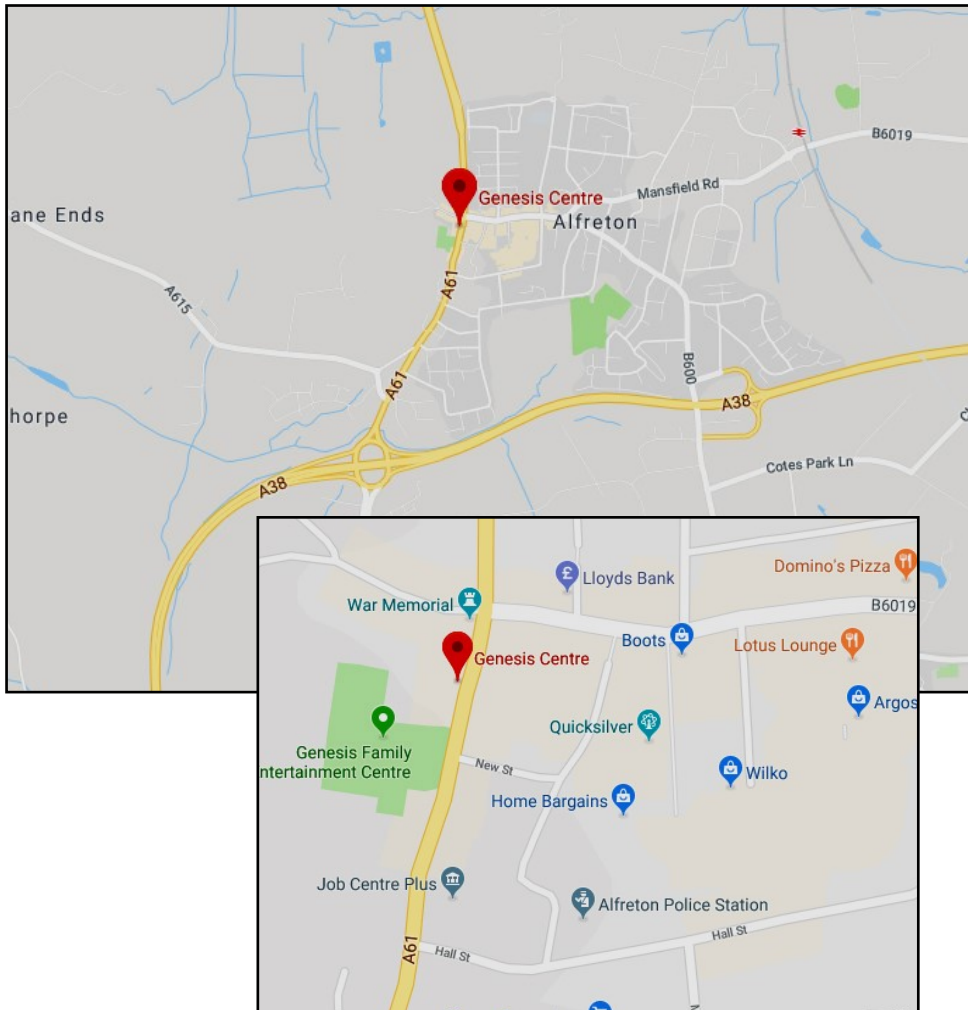 B6019
Mansfield Rd
Genesis Centre
Alfreton
ane Ends
A61
A615
A61
B600
horpe
A38
A38
Cotes Park Ln
Lloyds Bank
Domino's Pizza
War Memorial
B6019
Boots
Lotus Lounge
Genesis Centre
Argos
Quicksilver
Genesis Family
ntertainment Centre
New St
Wilko
Home Bargains
Job Centre Plus
Alfreton Police Station
Hall St
A61
Hall St